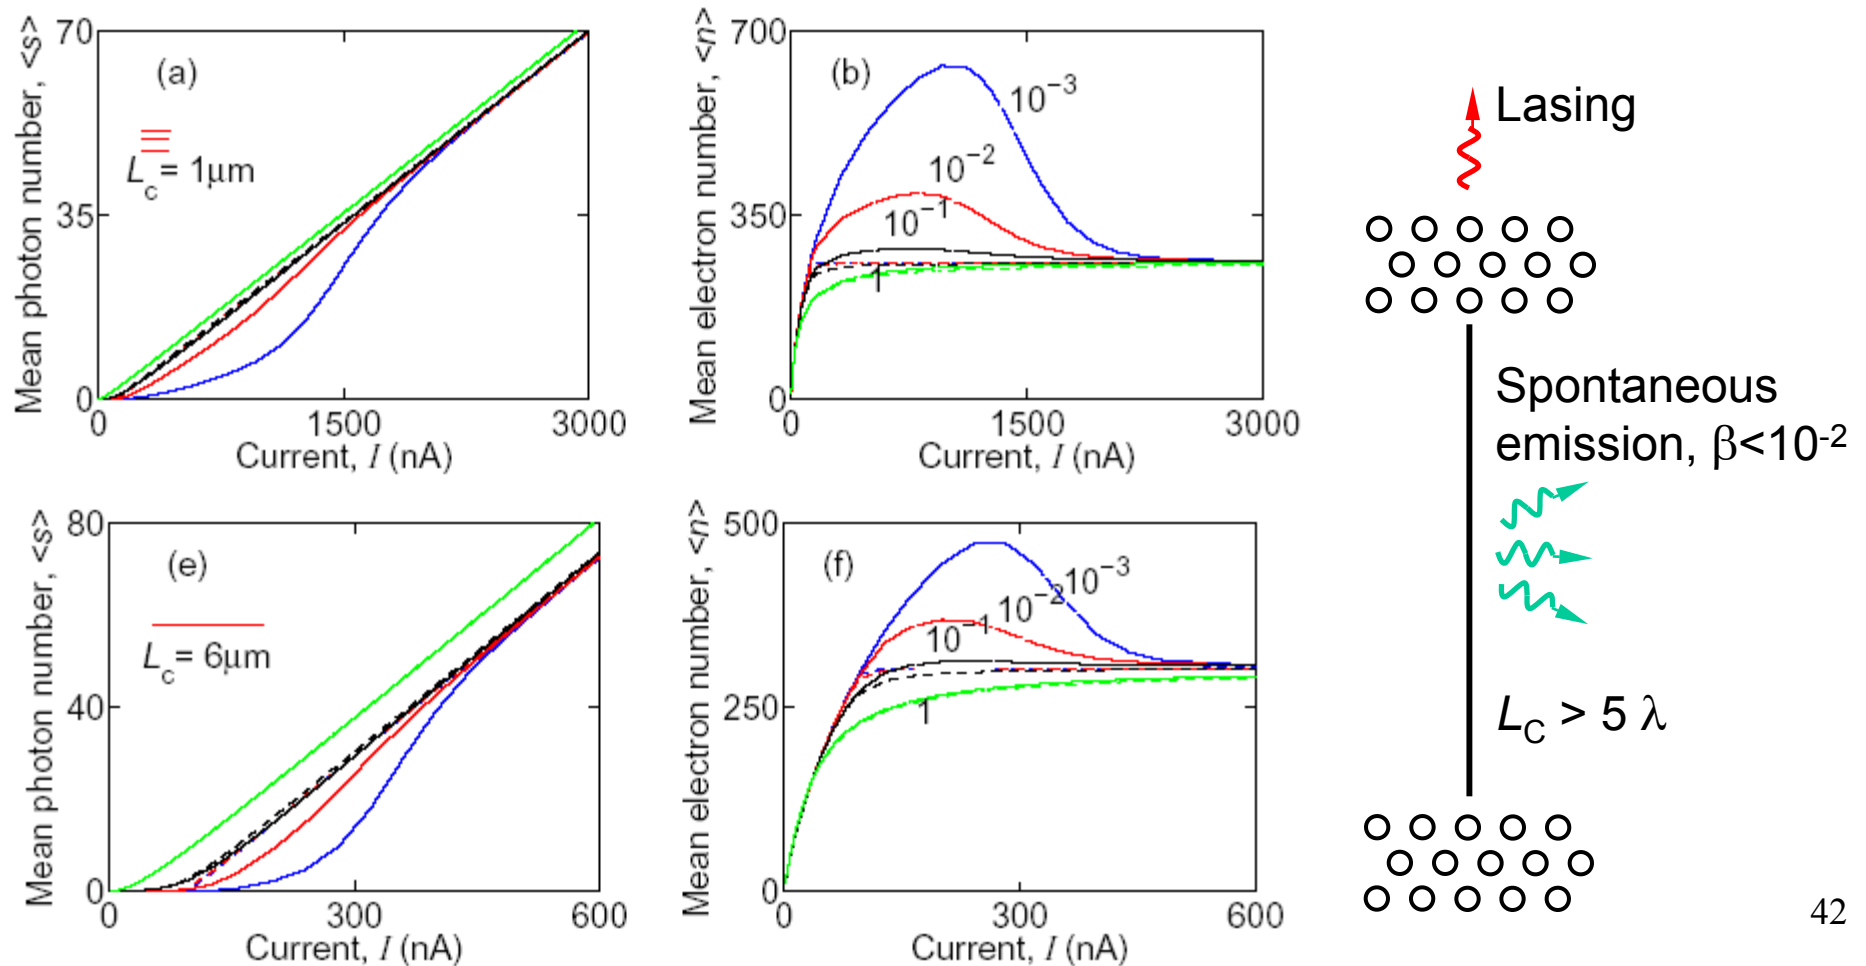 Mean photon number, <s>
70
35
0
(a)
L_c = 1μm
0 1500 3000
Current, I (nA)
Mean electron number, <n>
700
350
0
(b)
10⁻³
10⁻²
10⁻¹
1
0 1500 3000
Current, I (nA)
Mean photon number, <s>
80
40
0
(e)
L_c = 6μm
0 300 600
Current, I (nA)
Mean electron number, <n>
500
250
0
(f)
10⁻³
10⁻²
10⁻¹
1
0 300 600
Current, I (nA)
Lasing
Spontaneous
emission, β<10⁻²
L_C > 5 λ
42